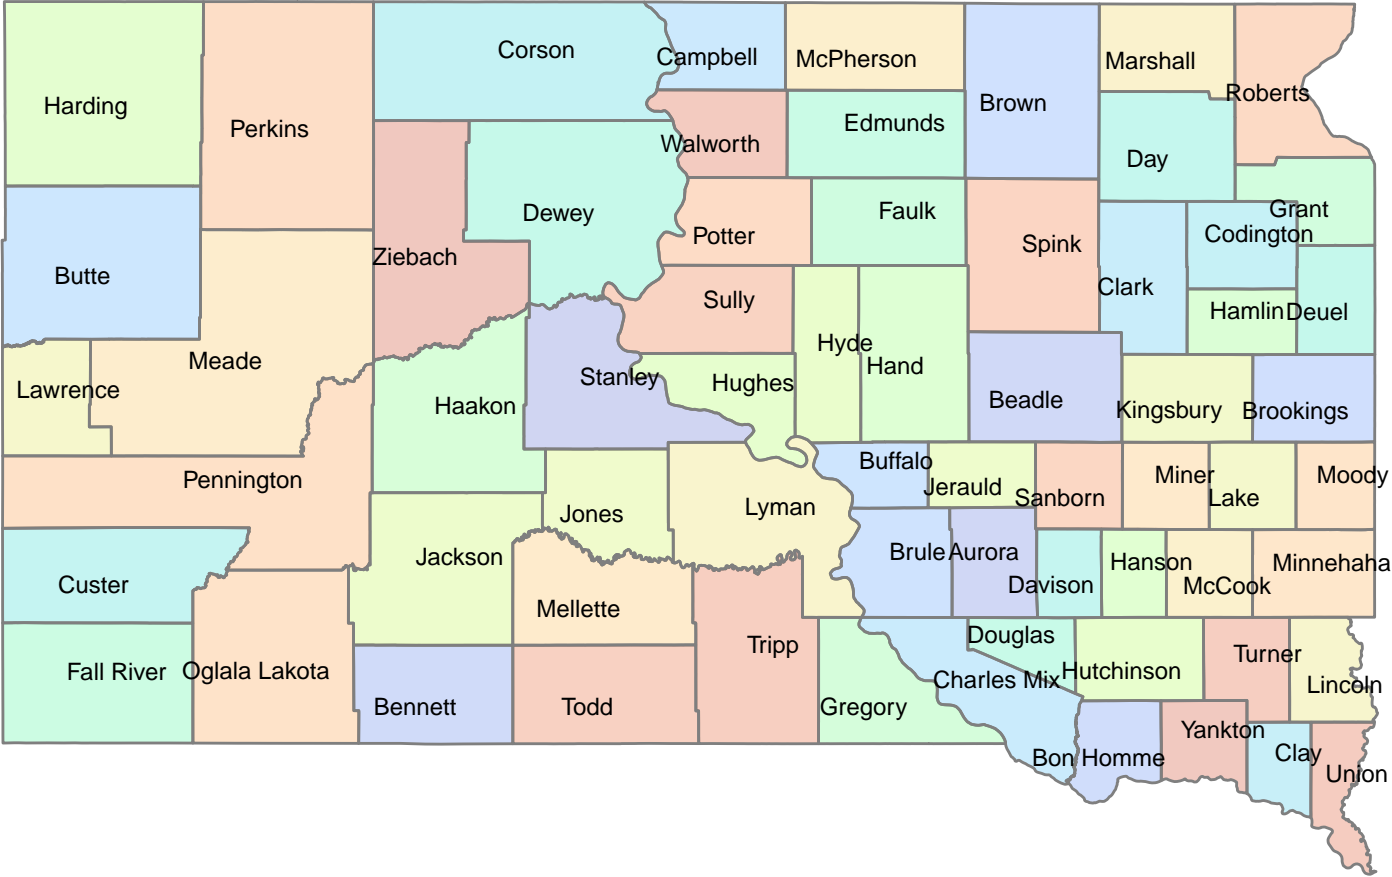 Corson
Campbell
McPherson
Marshall
Harding
Perkins
Brown
Roberts
Edmunds
Walworth
Day
Dewey
Faulk
Grant
Potter
Codington
Spink
Ziebach
Butte
Clark
Sully
Hamlin
Deuel
Hyde
Meade
Hand
Stanley
Hughes
Lawrence
Beadle
Haakon
Kingsbury
Brookings
Buffalo
Pennington
Jerauld
Miner
Moody
Sanborn
Lake
Lyman
Jones
Brule
Aurora
Jackson
Hanson
Minnehaha
Custer
Davison
McCook
Mellette
Douglas
Tripp
Turner
Fall River
Oglala Lakota
Hutchinson
Charles Mix
Lincoln
Bennett
Todd
Gregory
Yankton
Bon Homme
Clay
Union